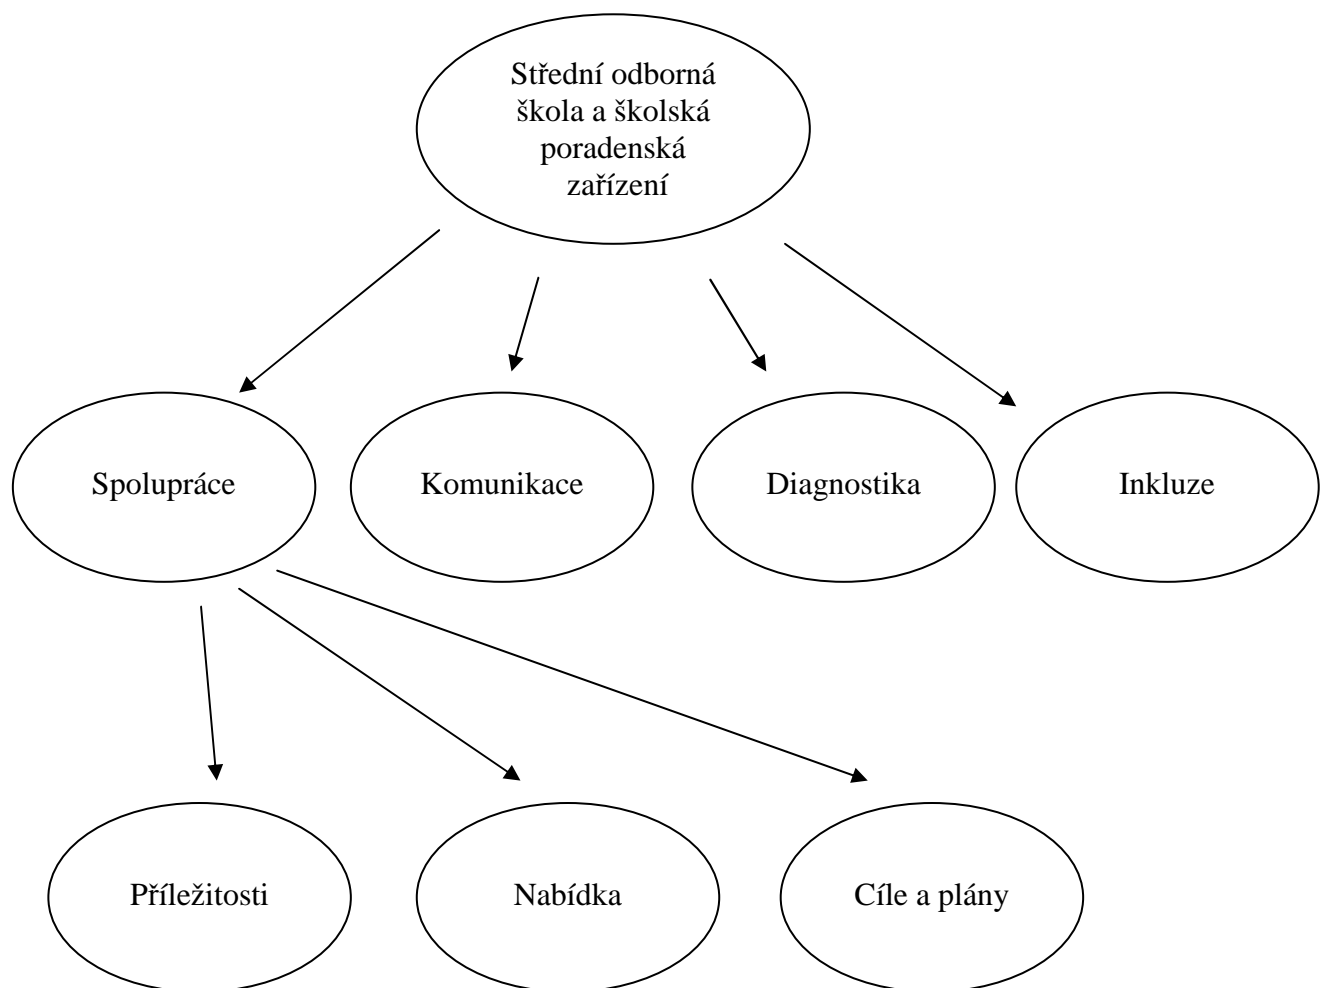 Střední odborná
škola a školská
poradenská
zařízení
Spolupráce
Komunikace
Diagnostika
Inkluze
Příležitosti
Nabídka
Cíle a plány